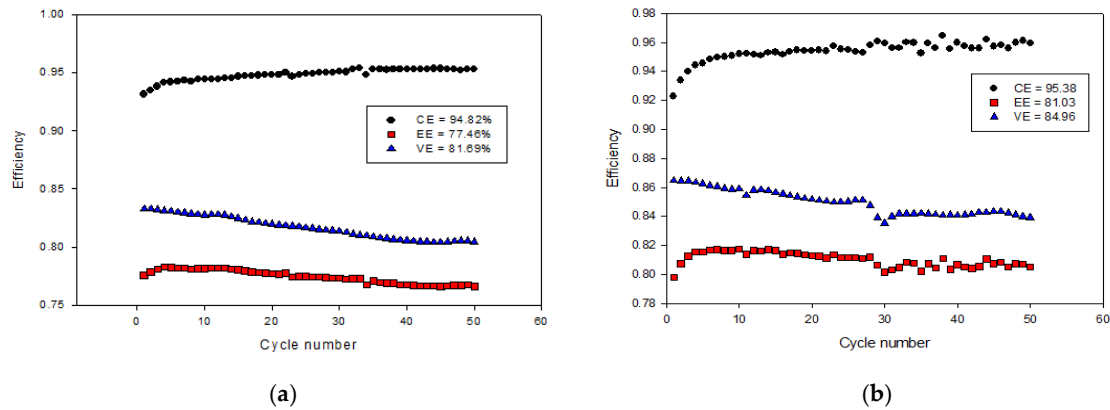 1.00
0.95
0.90
0.85
0.80
0.75
Efficiency
0 10 20 30 40 50 60
Cycle number
CE = 94.82%
EE = 77.46%
VE = 81.69%
(a)
0.98
0.96
0.94
0.92
0.90
0.88
0.86
0.84
0.82
0.80
0.78
Efficiency
0 10 20 30 40 50 60
Cycle number
CE = 95.38
EE = 81.03
VE = 84.96
(b)